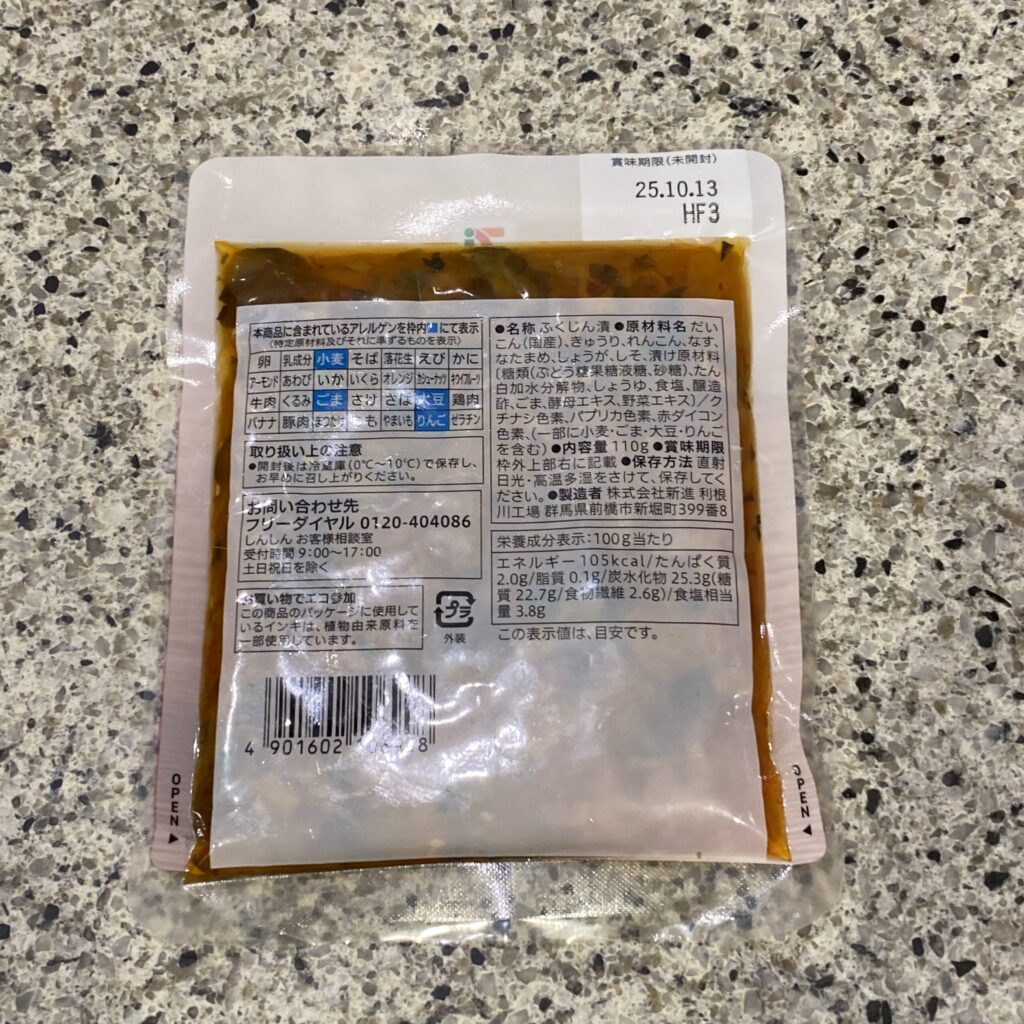 賞味期限(未開封)
25.10.13
HF3
本商品に含まれているアレルゲンを枠内にて表示
〈特定原材料及びそれに準ずるものを表示〉
卵 乳成分 小麦 そば 落花生 えび かに
アーモンド あわび いか いくら オレンジ カシューナッツ キウイフルーツ
牛肉 くるみ ごま さけ さば 大豆 鶏肉
バナナ 豚肉 まつたけ もも やまいも りんご ゼラチン
取り扱い上の注意
●開封後は冷蔵庫(0℃〜10℃)で保存し、
お早めに召し上がりください。
お問い合わせ先
フリーダイヤル 0120-404086
しんしん お客様相談室
受付時間 9:00〜17:00
土日祝日を除く
お買い物でエコ参加
この商品のパッケージに使用して
いるインキは、植物由来原料を
一部使用しています。
プラ
外装
●名称 ふくじん漬 ●原材料名 だい
こん(国産)、きゅうり、れんこん、なす、
なたまめ、しょうが、しそ、漬け原材料
〔糖類(ぶどう糖果糖液糖、砂糖)、たん
白加水分解物、しょうゆ、食塩、醸造
酢、ごま、酵母エキス、野菜エキス〕/ク
チナシ色素、パプリカ色素、赤ダイコン
色素、(一部に小麦・ごま・大豆・りんご
を含む) ●内容量 110g ●賞味期限
枠外上部右に記載 ●保存方法 直射
日光・高温多湿をさけて、保存してく
ださい。●製造者 株式会社新進 利根
川工場 群馬県前橋市新堀町399番8
栄養成分表示:100g当たり
エネルギー 105kcal/たんぱく質
2.0g/脂質 0.1g/炭水化物 25.3g(糖
質 22.7g/食物繊維 2.6g)/食塩相当
量 3.8g
この表示値は、目安です。
4 901602
OPEN
OPEN